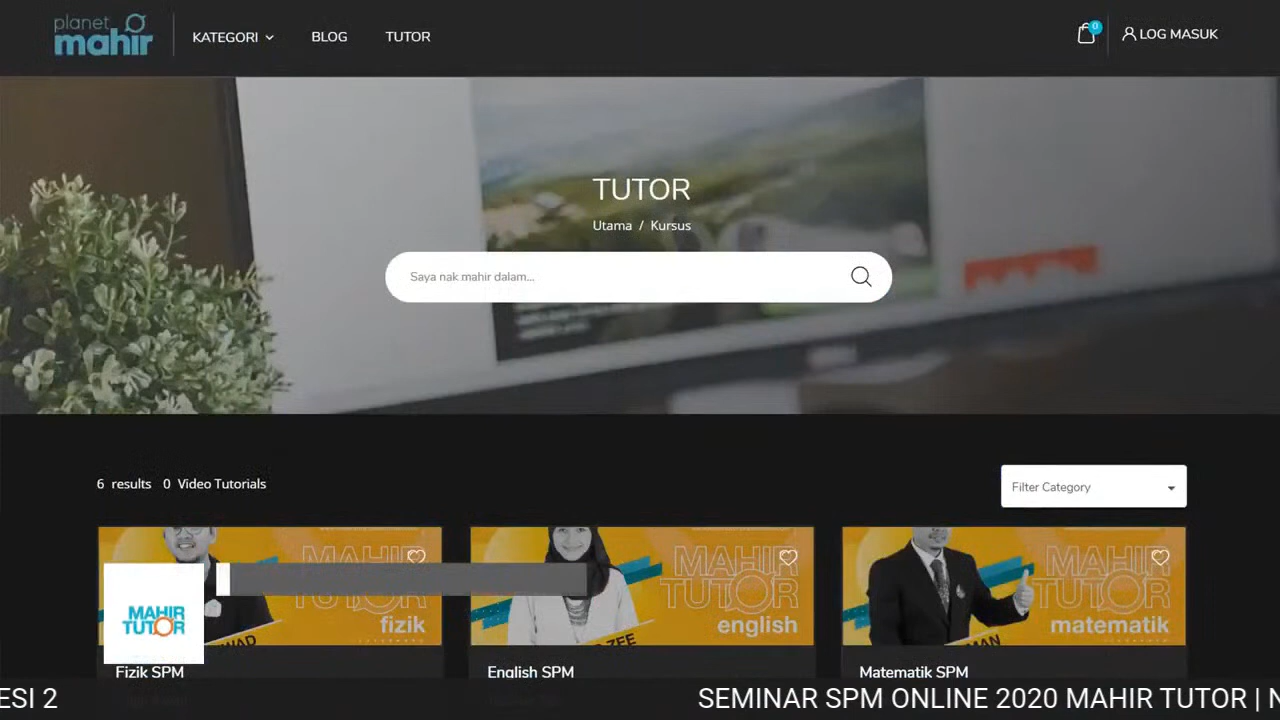 planet
mahir
KATEGORI
BLOG
TUTOR
0
LOG MASUK
TUTOR
Utama / Kursus
Saya nak mahir dalam...
6 results 0 Video Tutorials
Filter Category
MAHIR
TUTOR
fizik
MAHIR
TUTOR
english
MAHIR
TUTOR
matematik
MAHIR
TUTOR
ZEE
Fizik SPM
English SPM
Matematik SPM
ESI 2
SEMINAR SPM ONLINE 2020 MAHIR TUTOR | N